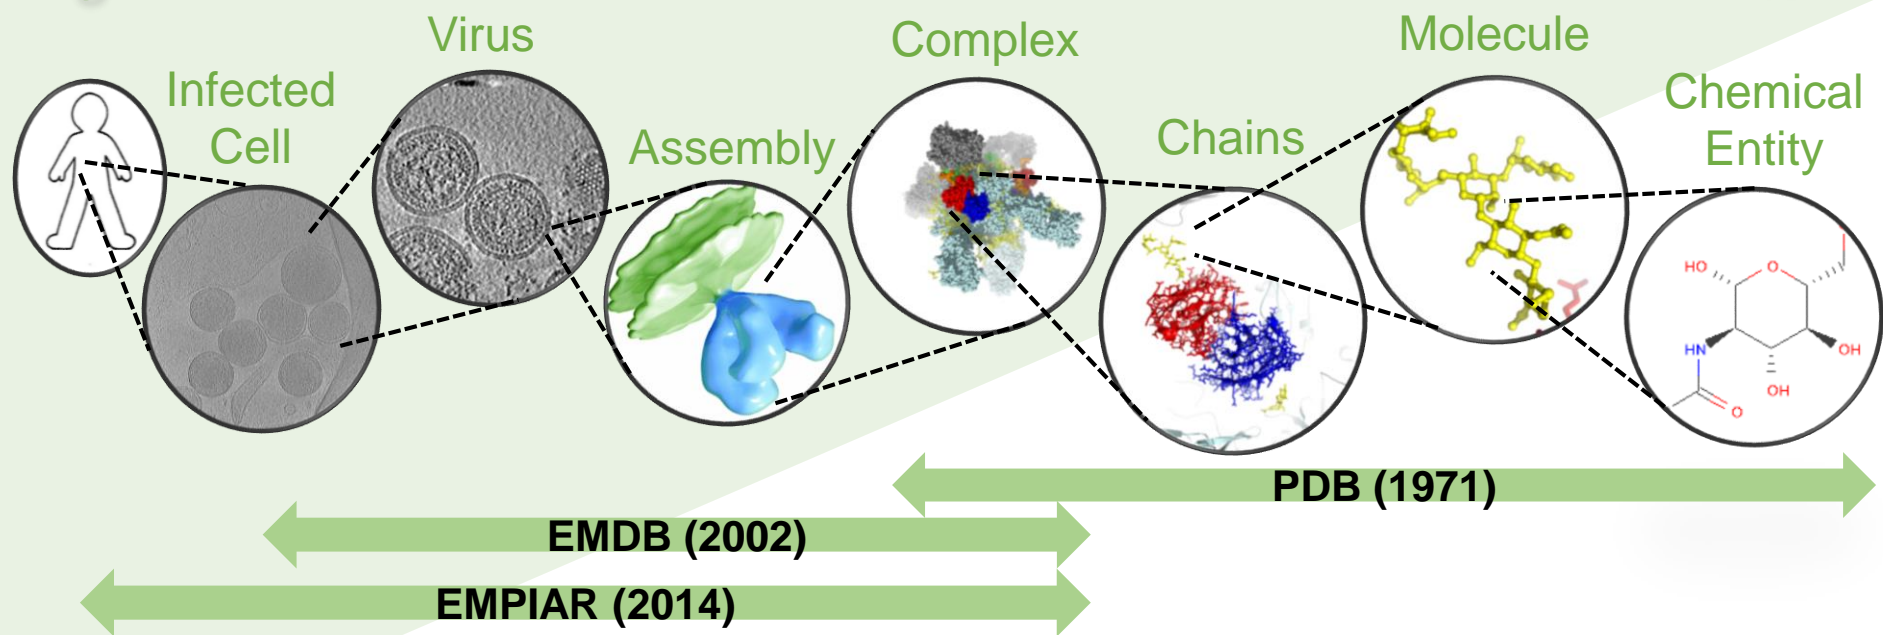 Infected
Cell
Virus
Assembly
Complex
Chains
Molecule
Chemical
Entity
HO
O
HN
OH
OH
O
PDB (1971)
EMDB (2002)
EMPIAR (2014)